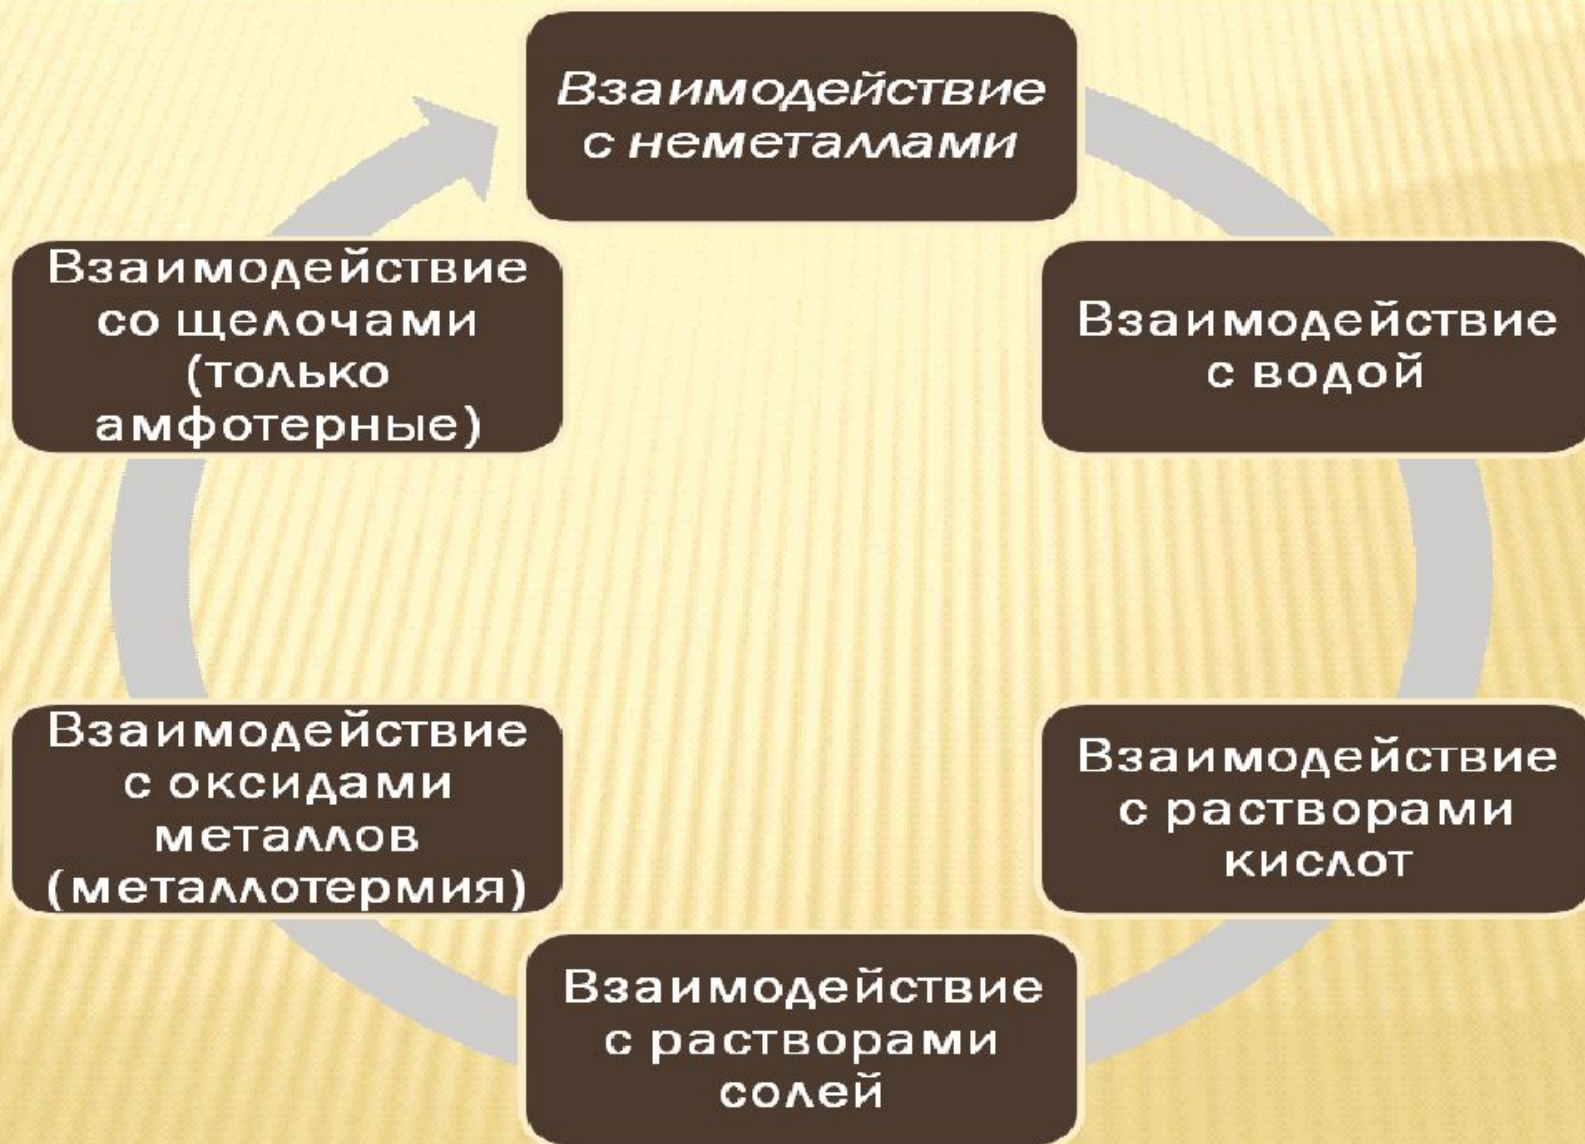 Взаимодействие
с неметаллами
Взаимодействие
с водой
Взаимодействие
с растворами
кислот
Взаимодействие
с растворами
солей
Взаимодействие
с оксидами
металлов
(металлотермия)
Взаимодействие
со щелочами
(только
амфотерные)